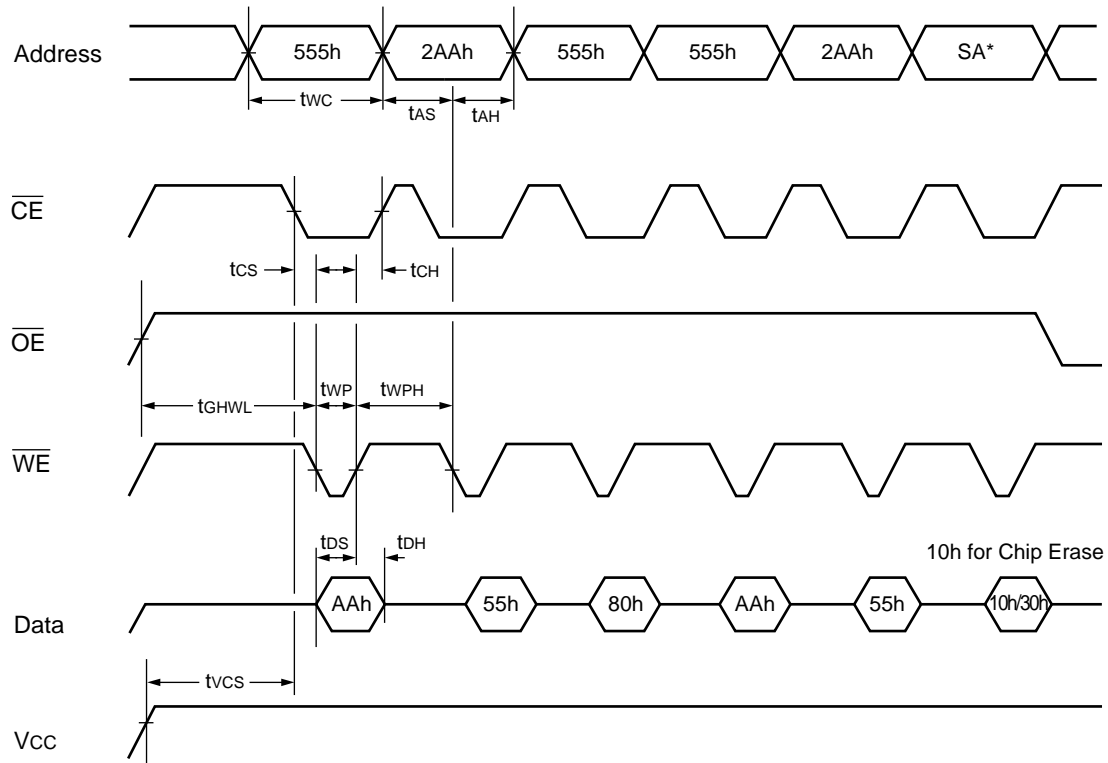 Address
555h 2AAh 555h 555h 2AAh SA*
tWC tAS tAH
CE
tCS tCH
OE
tGHWL tWP tWPH
WE
tDS tDH
10h for Chip Erase
Data
AAh 55h 80h AAh 55h 10h/30h
tVCS
VCC